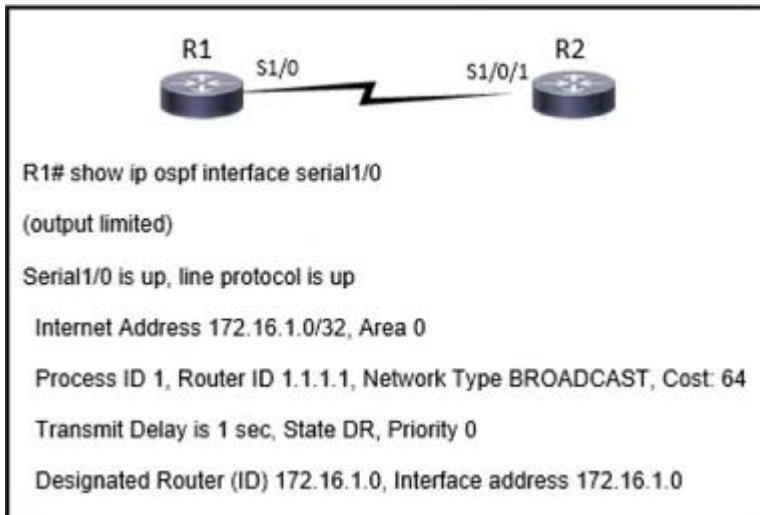 R1
R2
S1/0
S1/0/1
R1# show ip ospf interface serial1/0
(output limited)
Serial1/0 is up, line protocol is up
Internet Address 172.16.1.0/32, Area 0
Process ID 1, Router ID 1.1.1.1, Network Type BROADCAST, Cost: 64
Transmit Delay is 1 sec, State DR, Priority 0
Designated Router (ID) 172.16.1.0, Interface address 172.16.1.0